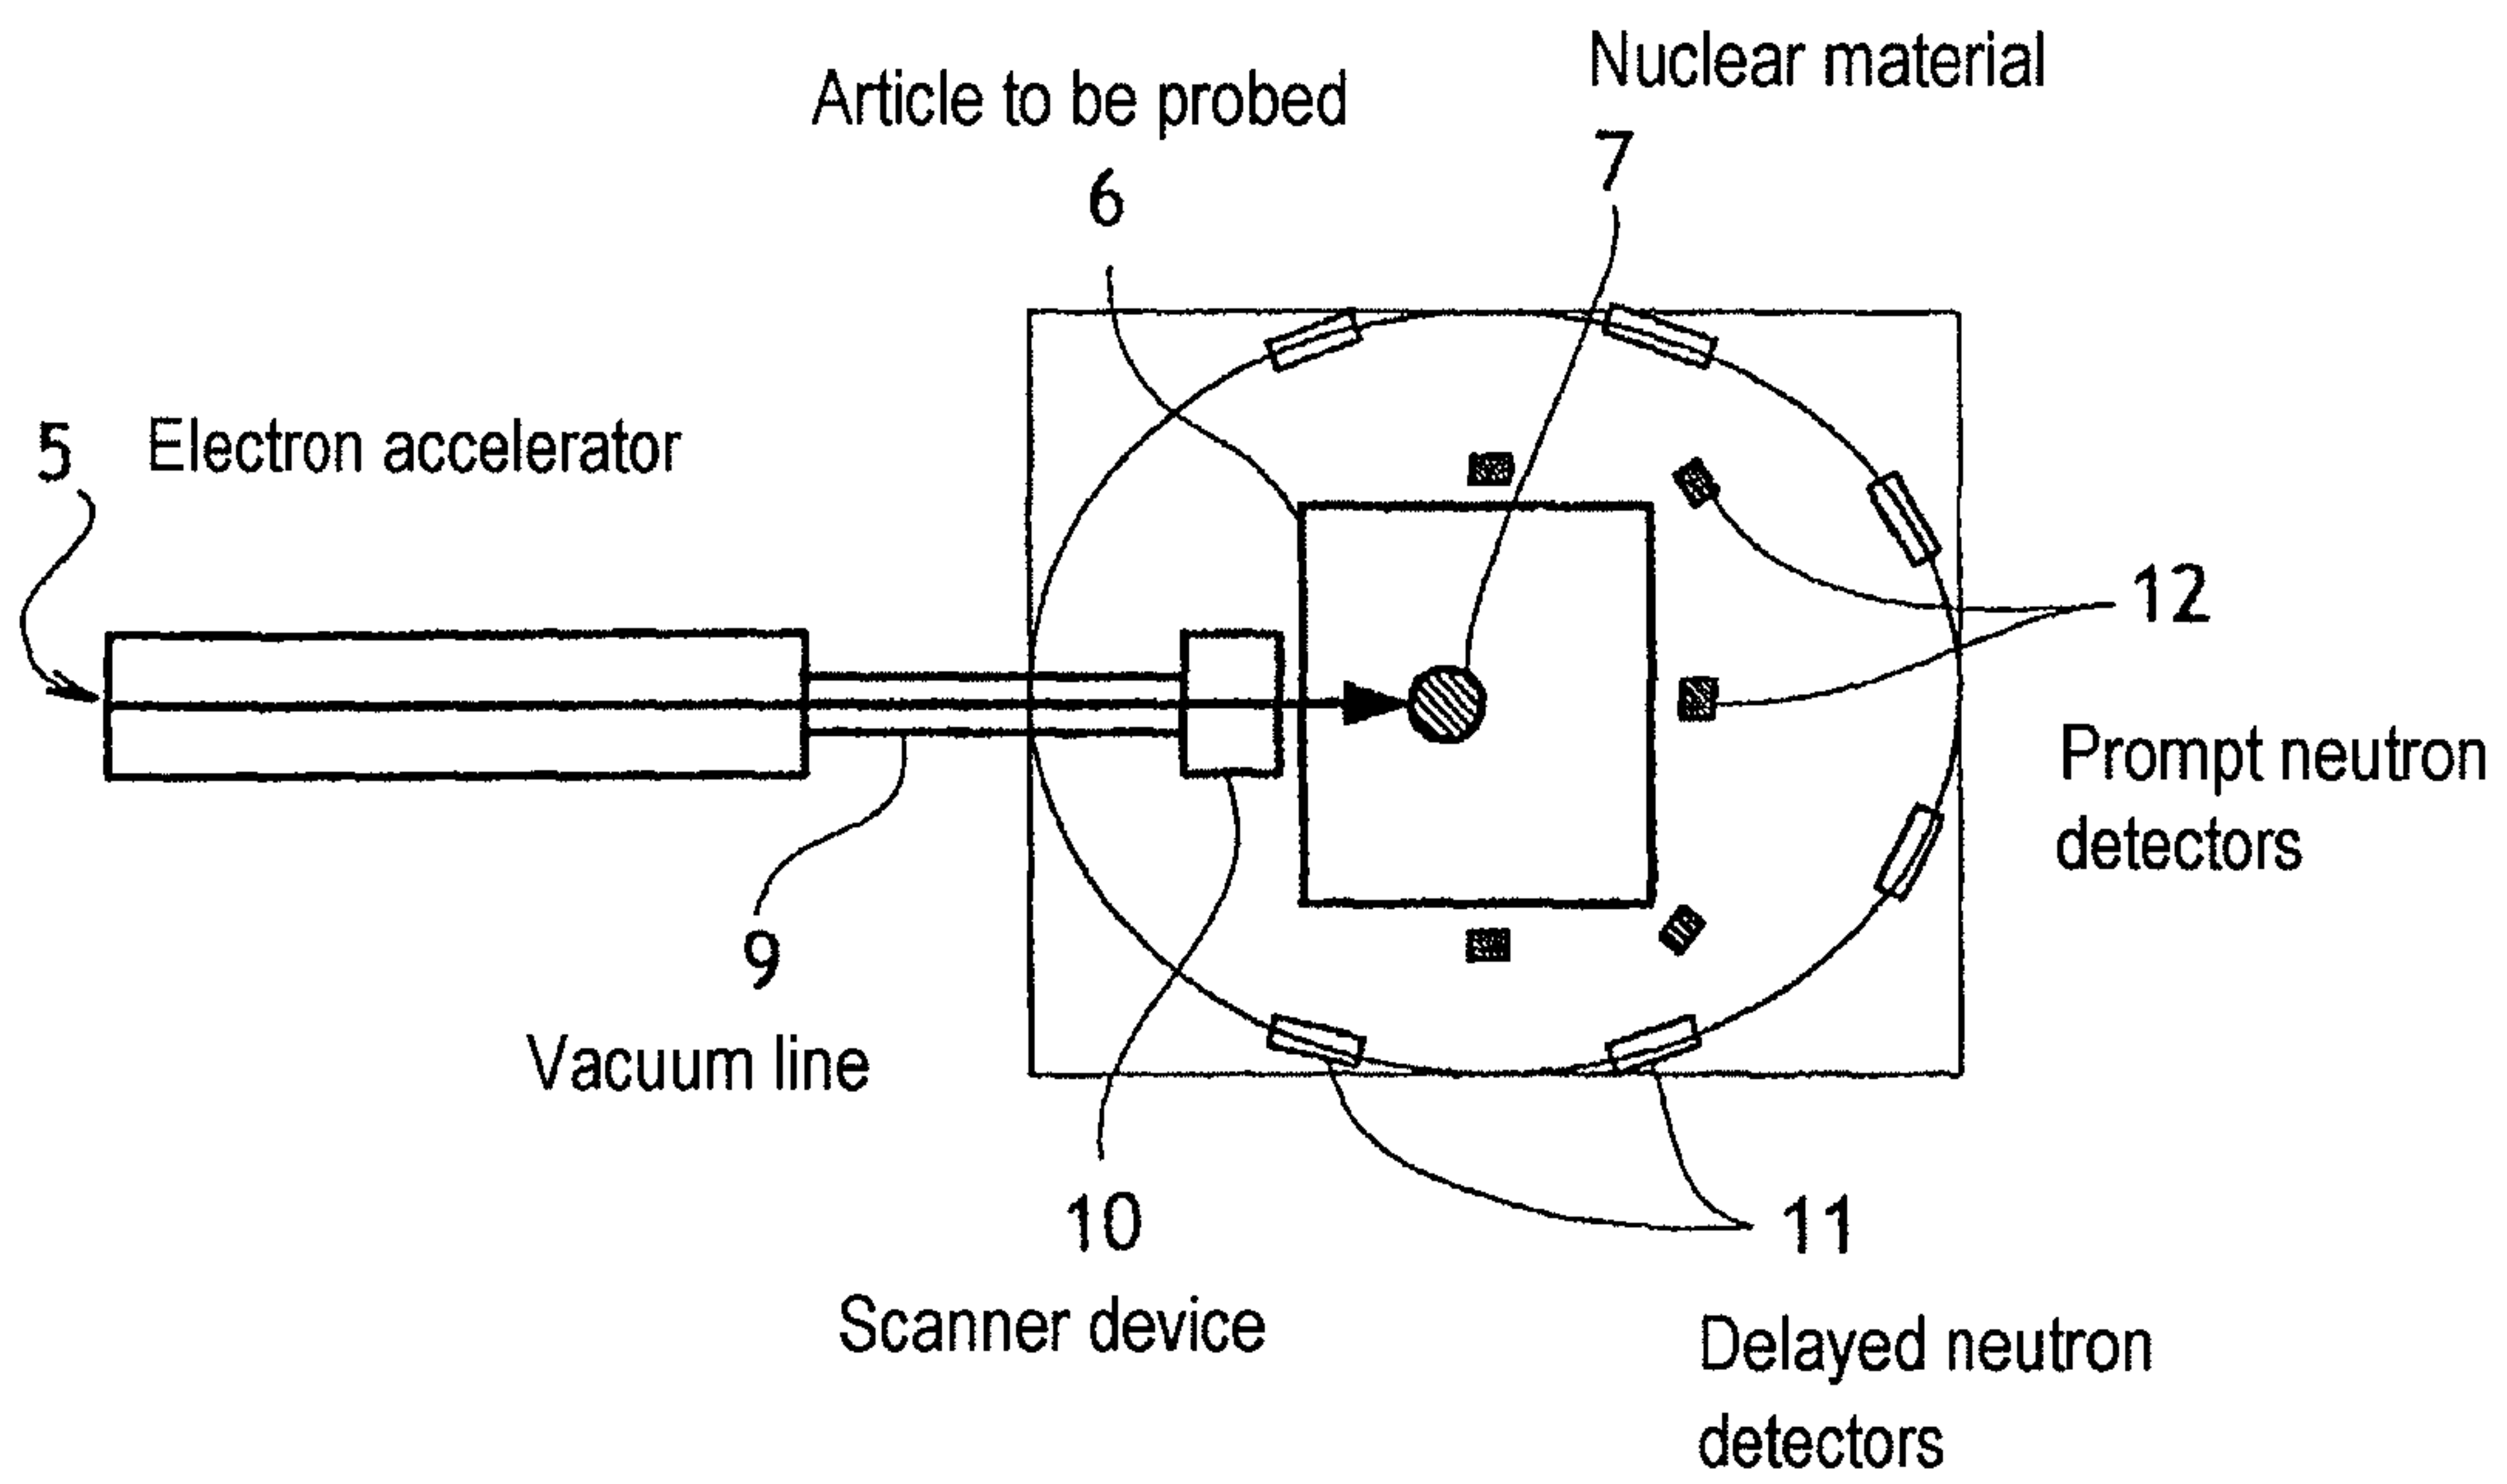 Nuclear material
7
Article to be probed
6
5 Electron accelerator
12
Prompt neutron
detectors
9
Vacuum line
10
Scanner device
11
Delayed neutron
detectors